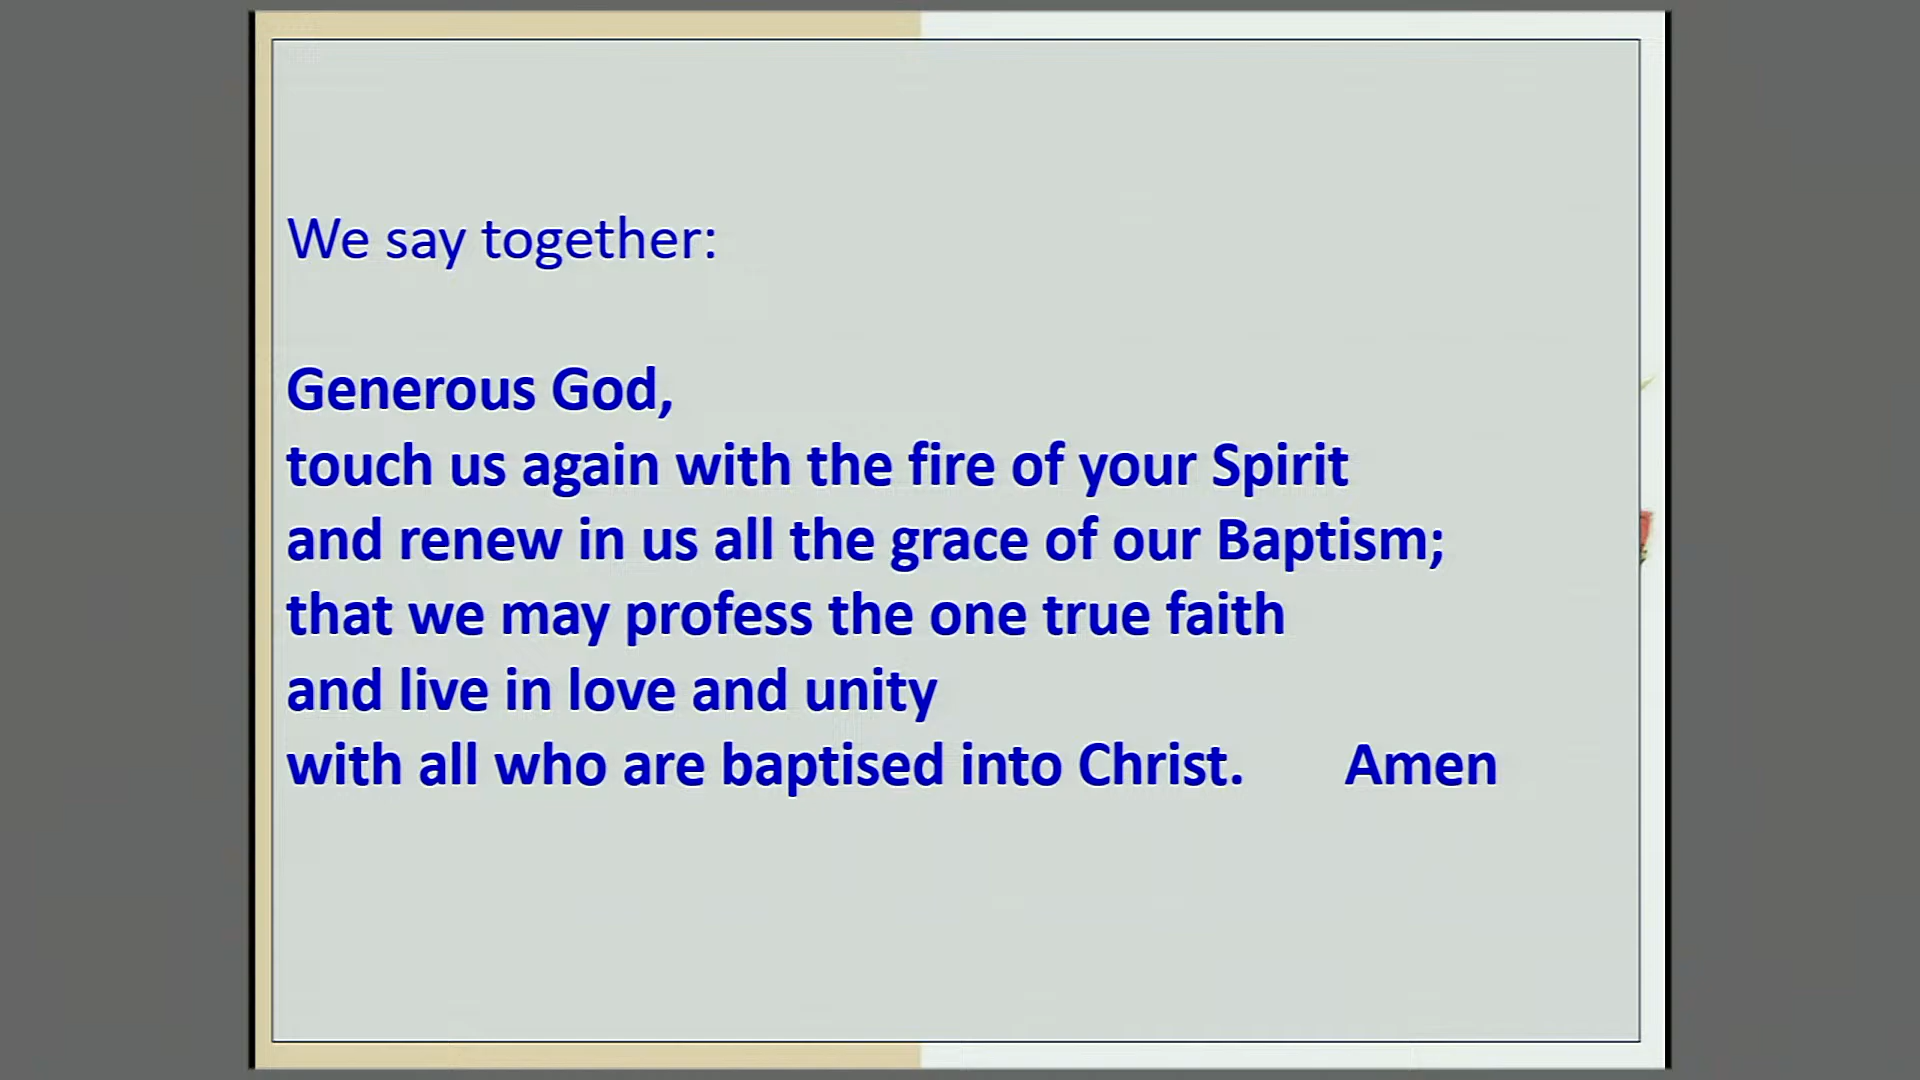 We say together:
Generous God,
touch us again with the fire of your Spirit
and renew in us all the grace of our Baptism;
that we may profess the one true faith
and live in love and unity
with all who are baptised into Christ. Amen